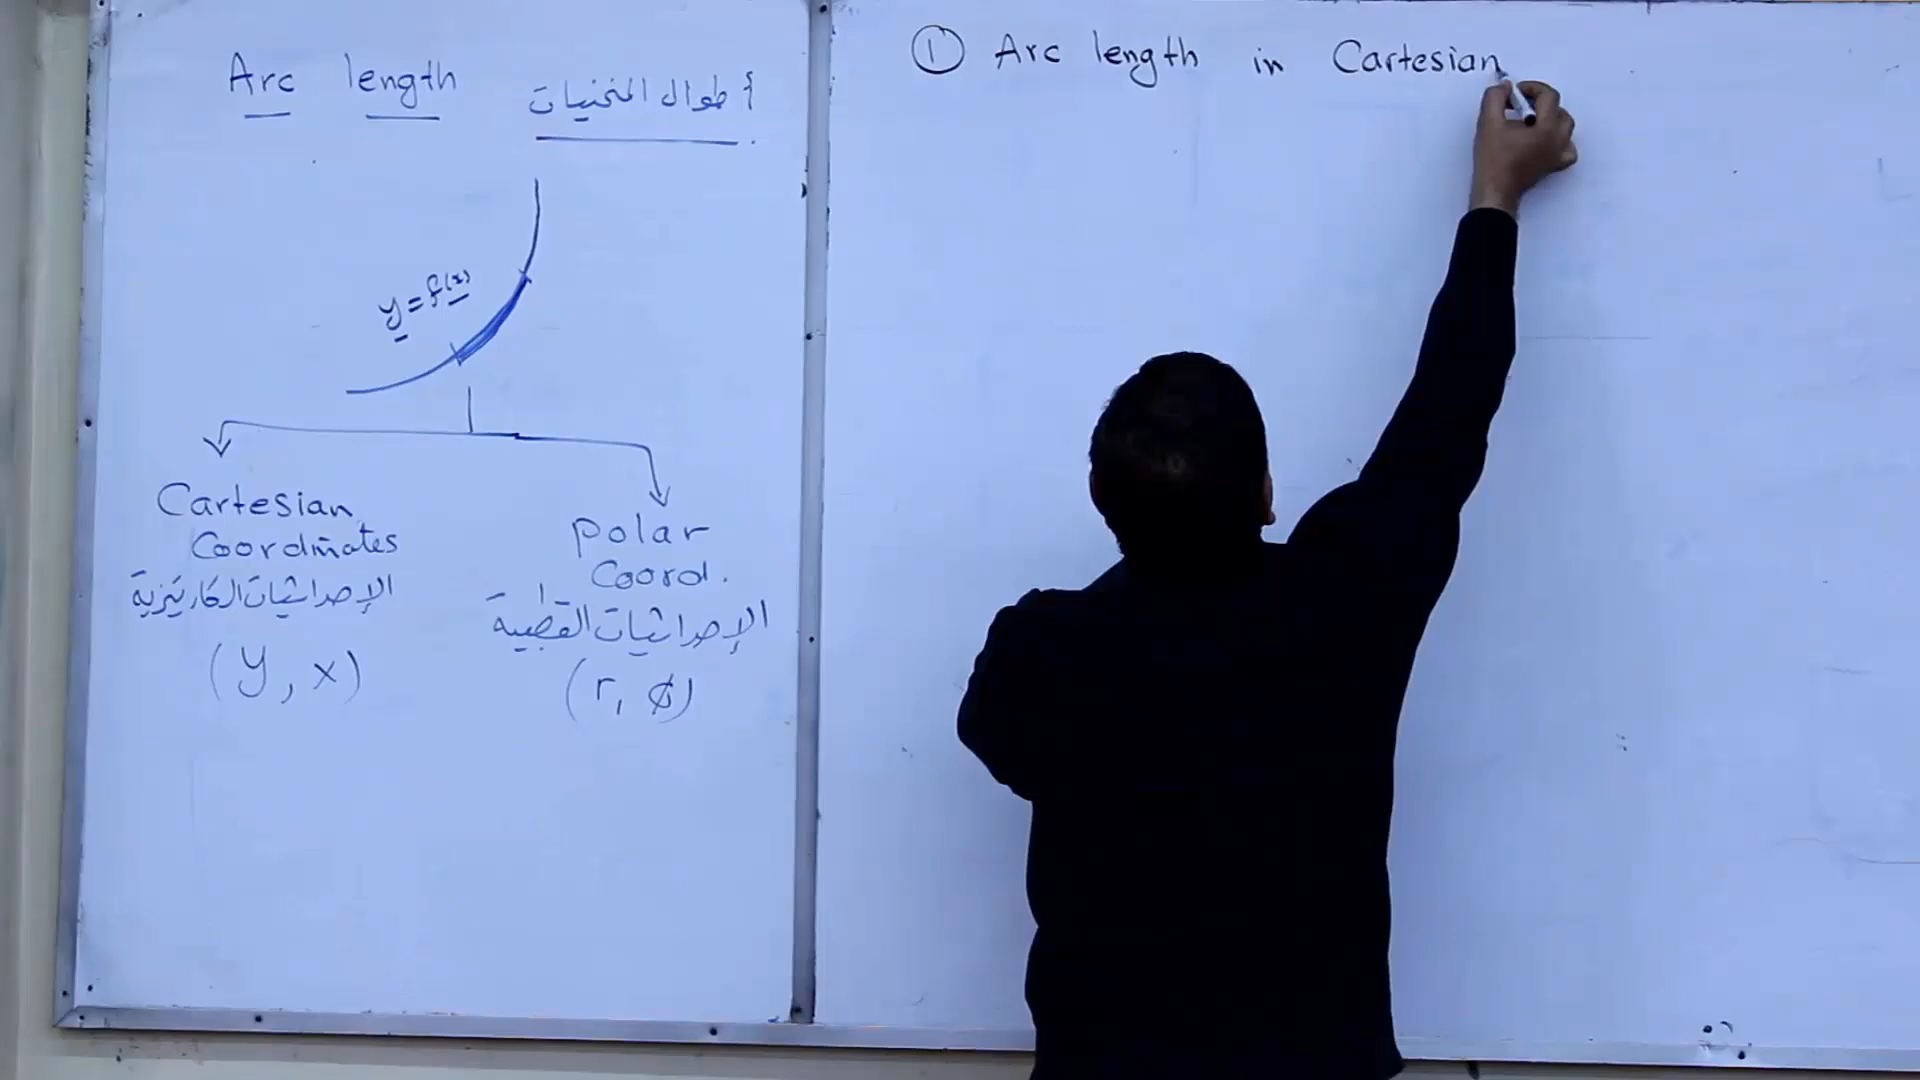 Arc length
أطوال المنحنيات
y = f(x)
Cartesian
Coordinates
الإحداثيات الكارتيزية
(y, x)
polar
Coord.
الإحداثيات القطبية
(r, ϕ)
① Arc length in Cartesian